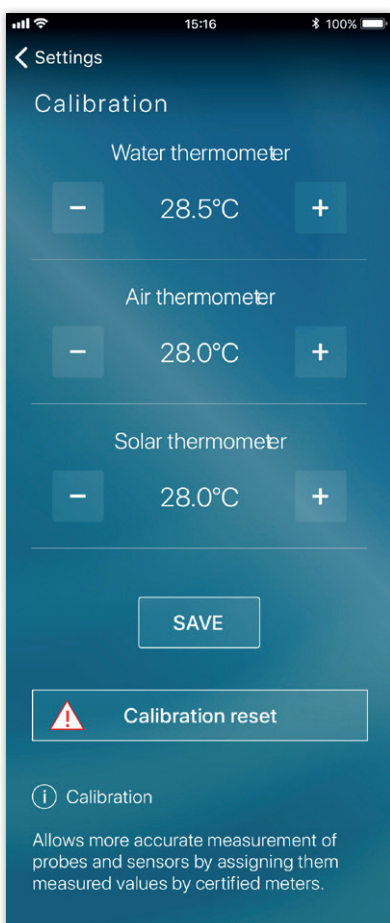 15:16 100%
Settings
Calibration
Water thermometer
− 28.5°C +
Air thermometer
− 28.0°C +
Solar thermometer
− 28.0°C +
SAVE
! Calibration reset
i Calibration
Allows more accurate measurement of
probes and sensors by assigning them
measured values by certified meters.